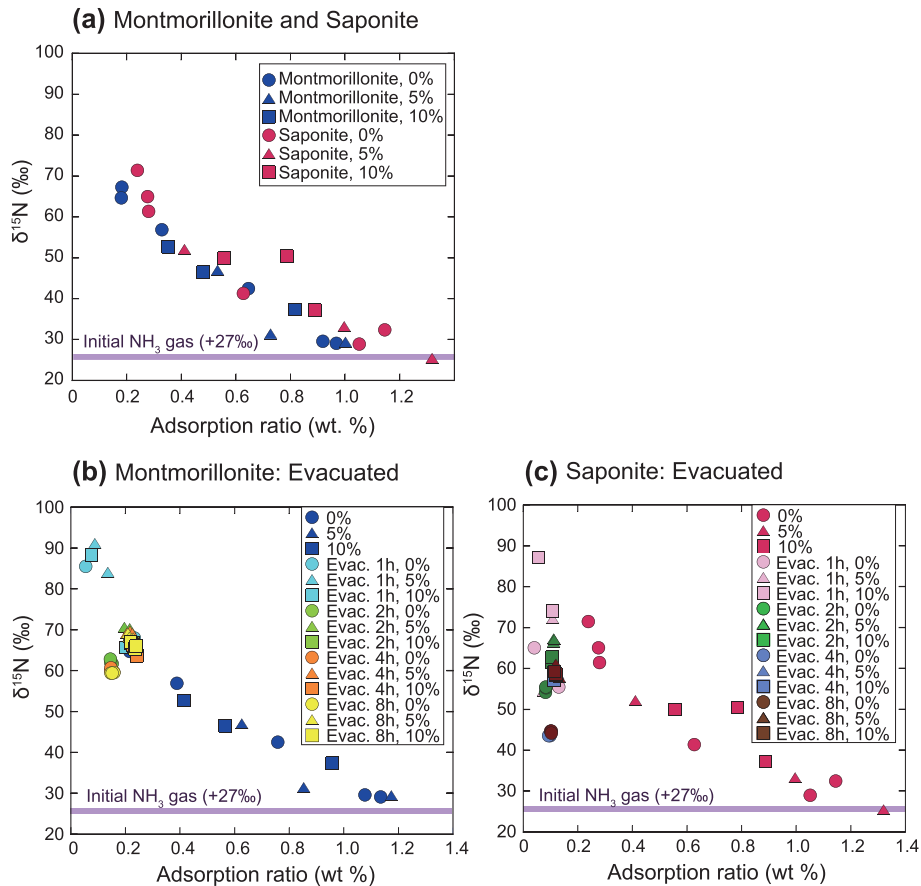 (a) Montmorillonite and Saponite
100
90
80
70
60
50
40
30
20
δ¹⁵N (‰)
Montmorillonite, 0%
Montmorillonite, 5%
Montmorillonite, 10%
Saponite, 0%
Saponite, 5%
Saponite, 10%
Initial NH₃ gas (+27‰)
0.2 0.4 0.6 0.8 1.0 1.2
Adsorption ratio (wt. %)
(b) Montmorillonite: Evacuated
100
90
80
70
60
50
40
30
20
δ¹⁵N (‰)
0%
5%
10%
Evac. 1h, 0%
Evac. 1h, 5%
Evac. 1h, 10%
Evac. 2h, 0%
Evac. 2h, 5%
Evac. 2h, 10%
Evac. 4h, 0%
Evac. 4h, 5%
Evac. 4h, 10%
Evac. 8h, 0%
Evac. 8h, 5%
Evac. 8h, 10%
Initial NH₃ gas (+27‰)
0 0.2 0.4 0.6 0.8 1.0 1.2 1.4
Adsorption ratio (wt %)
(c) Saponite: Evacuated
100
90
80
70
60
50
40
30
20
δ¹⁵N (‰)
0%
5%
10%
Evac. 1h, 0%
Evac. 1h, 5%
Evac. 1h, 10%
Evac. 2h, 0%
Evac. 2h, 5%
Evac. 2h, 10%
Evac. 4h, 0%
Evac. 4h, 5%
Evac. 4h, 10%
Evac. 8h, 0%
Evac. 8h, 5%
Evac. 8h, 10%
Initial NH₃ gas (+27‰)
0 0.2 0.4 0.6 0.8 1.0 1.2 1.4
Adsorption ratio (wt %)